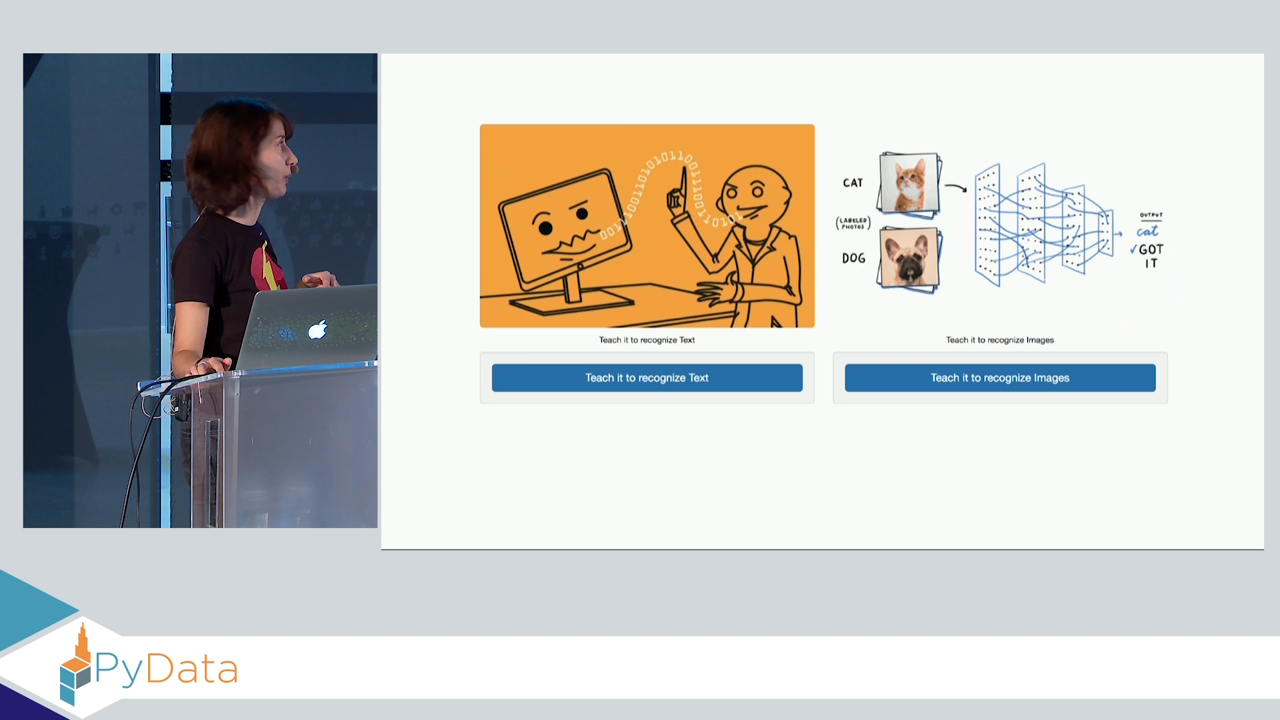 CAT
(LABELED
PHOTOS)
DOG
OUTPUT
cat
✓GOT
IT
Teach it to recognize Text
Teach it to recognize Images
Teach it to recognize Text
Teach it to recognize Images
PyData